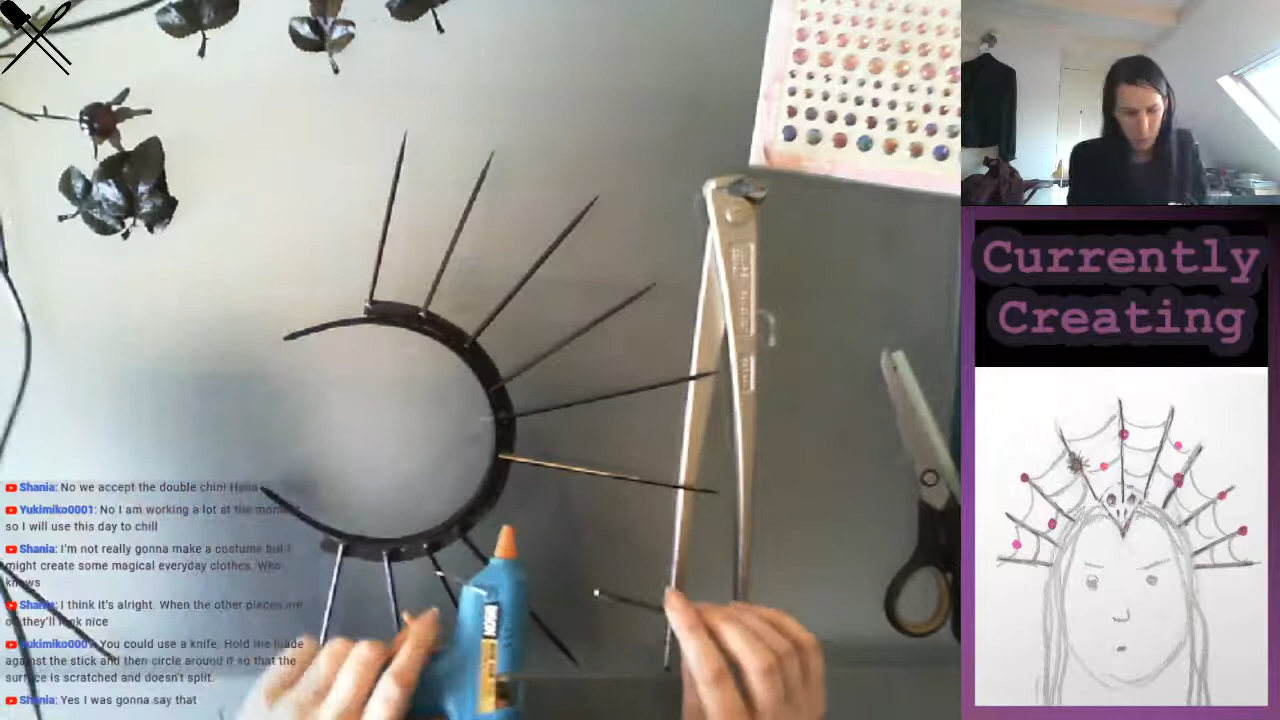 Currently
Creating
Shania: No we accept the double chin! Haha
Yukimiko0001: No I am working a lot at the moment
so I will use this day to chill
Shania: I'm not really gonna make a costume but I
might create some magical everyday clothes. Who
knows
Shania: I think it's alright. When the other pieces are
on they'll look nice
Yukimiko0001: You could use a knife. Hold the blade
against the stick and then circle around it so that the
surface is scratched and doesn't split.
Shania: Yes I was gonna say that